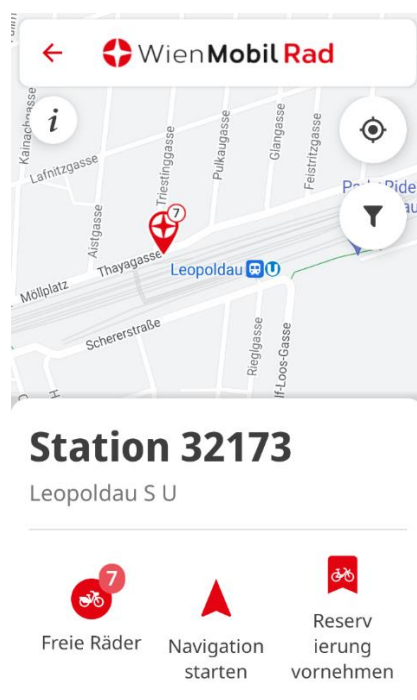 WienMobil Rad
Kainachgasse
i
Lafnitzgasse
Triestinggasse
Pulkaugasse
Glangasse
Feistritzgasse
Aistgasse
7
Thayagasse
Leopoldau U
Möllplatz
Schererstraße
Rieglgasse
Station 32173
Leopoldau S U
7
Freie Räder
Navigation
starten
Reserv
ierung
vornehmen